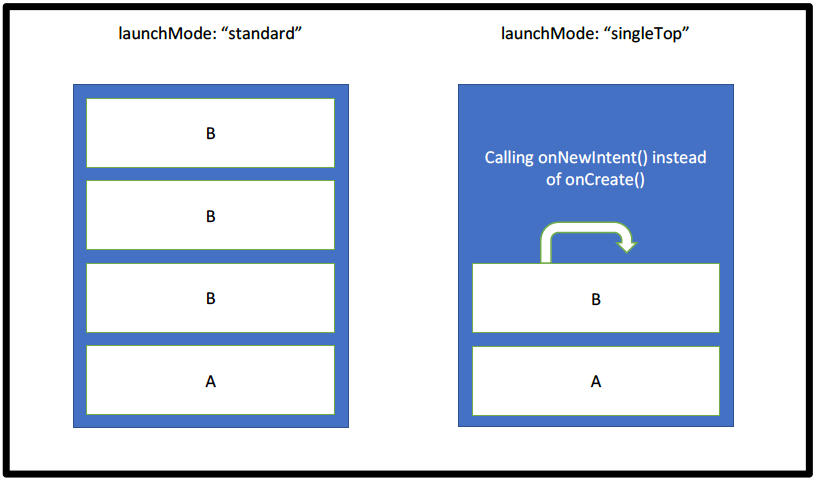 launchMode: “standard”
B
B
B
A
launchMode: “singleTop”
Calling onNewIntent() instead
of onCreate()
B
A